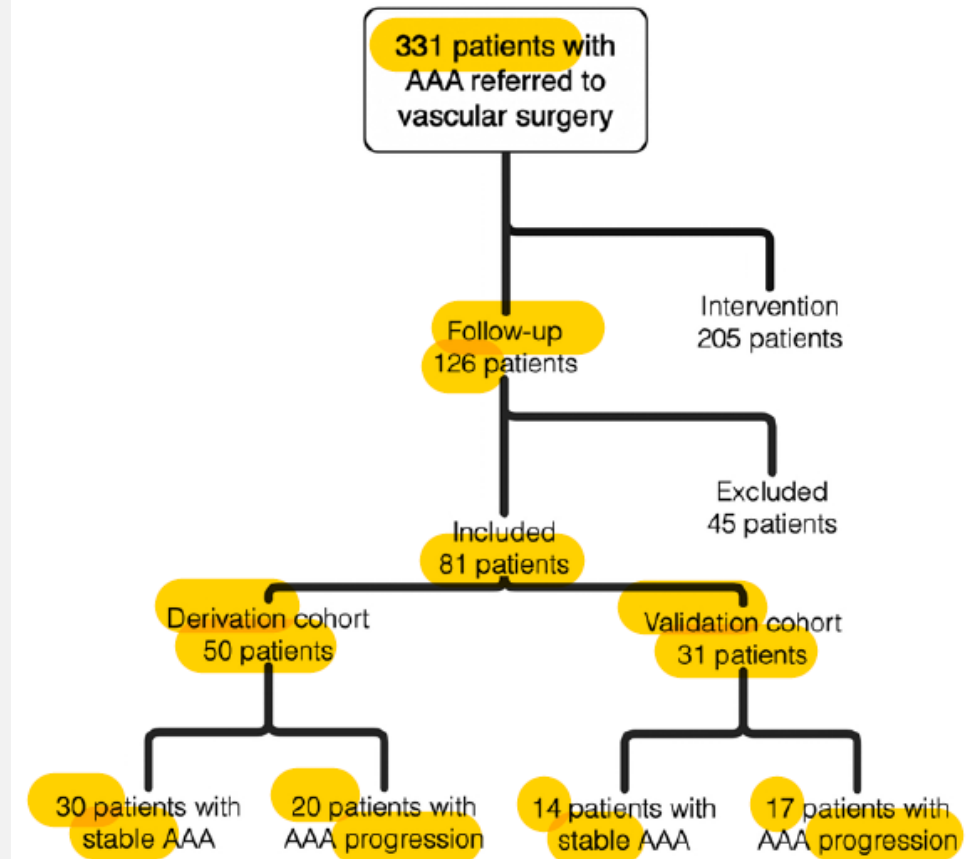 331 patients with
AAA referred to
vascular surgery
Intervention
205 patients
Follow-up
126 patients
Excluded
45 patients
Included
81 patients
Derivation cohort
50 patients
Validation cohort
31 patients
30 patients with
stable AAA
20 patients with
AAA progression
14 patients with
stable AAA
17 patients with
AAA progression